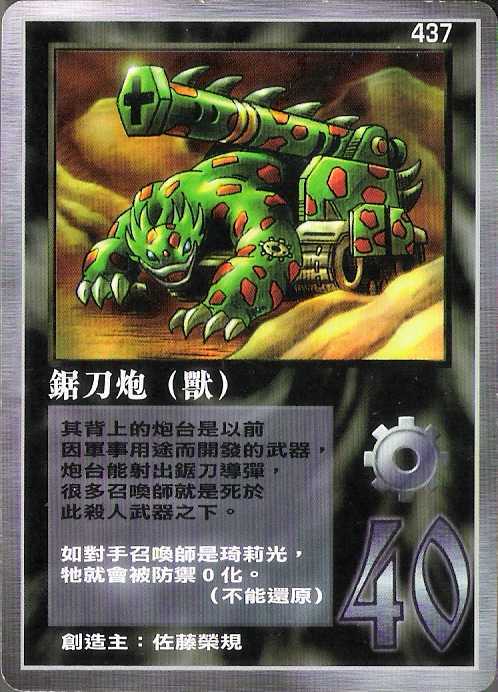 437
鋸刀炮（獸）
其背上的炮台是以前
因軍事用途而開發的武器，
炮台能射出鋸刀導彈，
很多召喚師就是死於
此殺人武器之下。
如對手召喚師是琦莉光，
牠就會被防禦0化。
（不能還原）
40
創造主：佐藤榮規